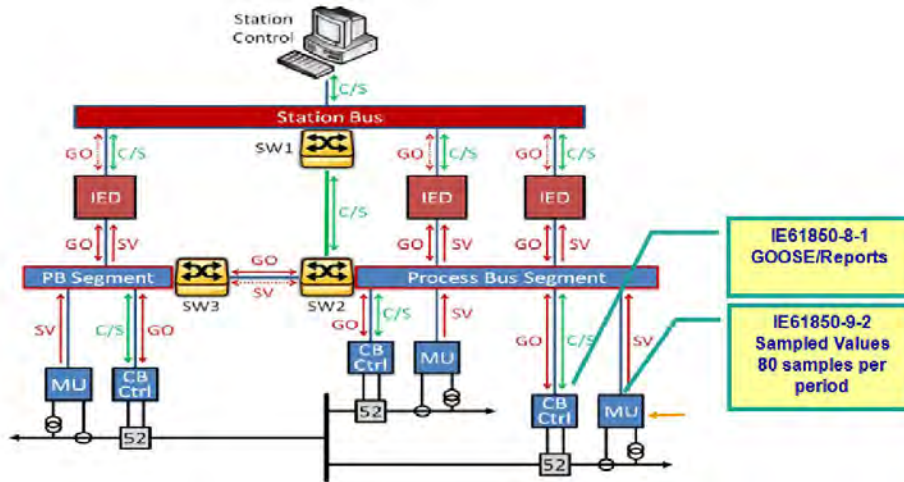 Station
Control
C/S
Station Bus
GO
C/S
SW1
GO
C/S
GO
C/S
IED
IED
IED
C/S
GO
SV
GO
SV
GO
SV
PB Segment
GO
SV
Process Bus Segment
SW3
SW2
SV
C/S
GO
GO
C/S
SV
GO
C/S
SV
MU
CB
Ctrl
CB
Ctrl
MU
CB
Ctrl
MU
52
52
52
IE61850-8-1
GOOSE/Reports
IE61850-9-2
Sampled Values
80 samples per
period